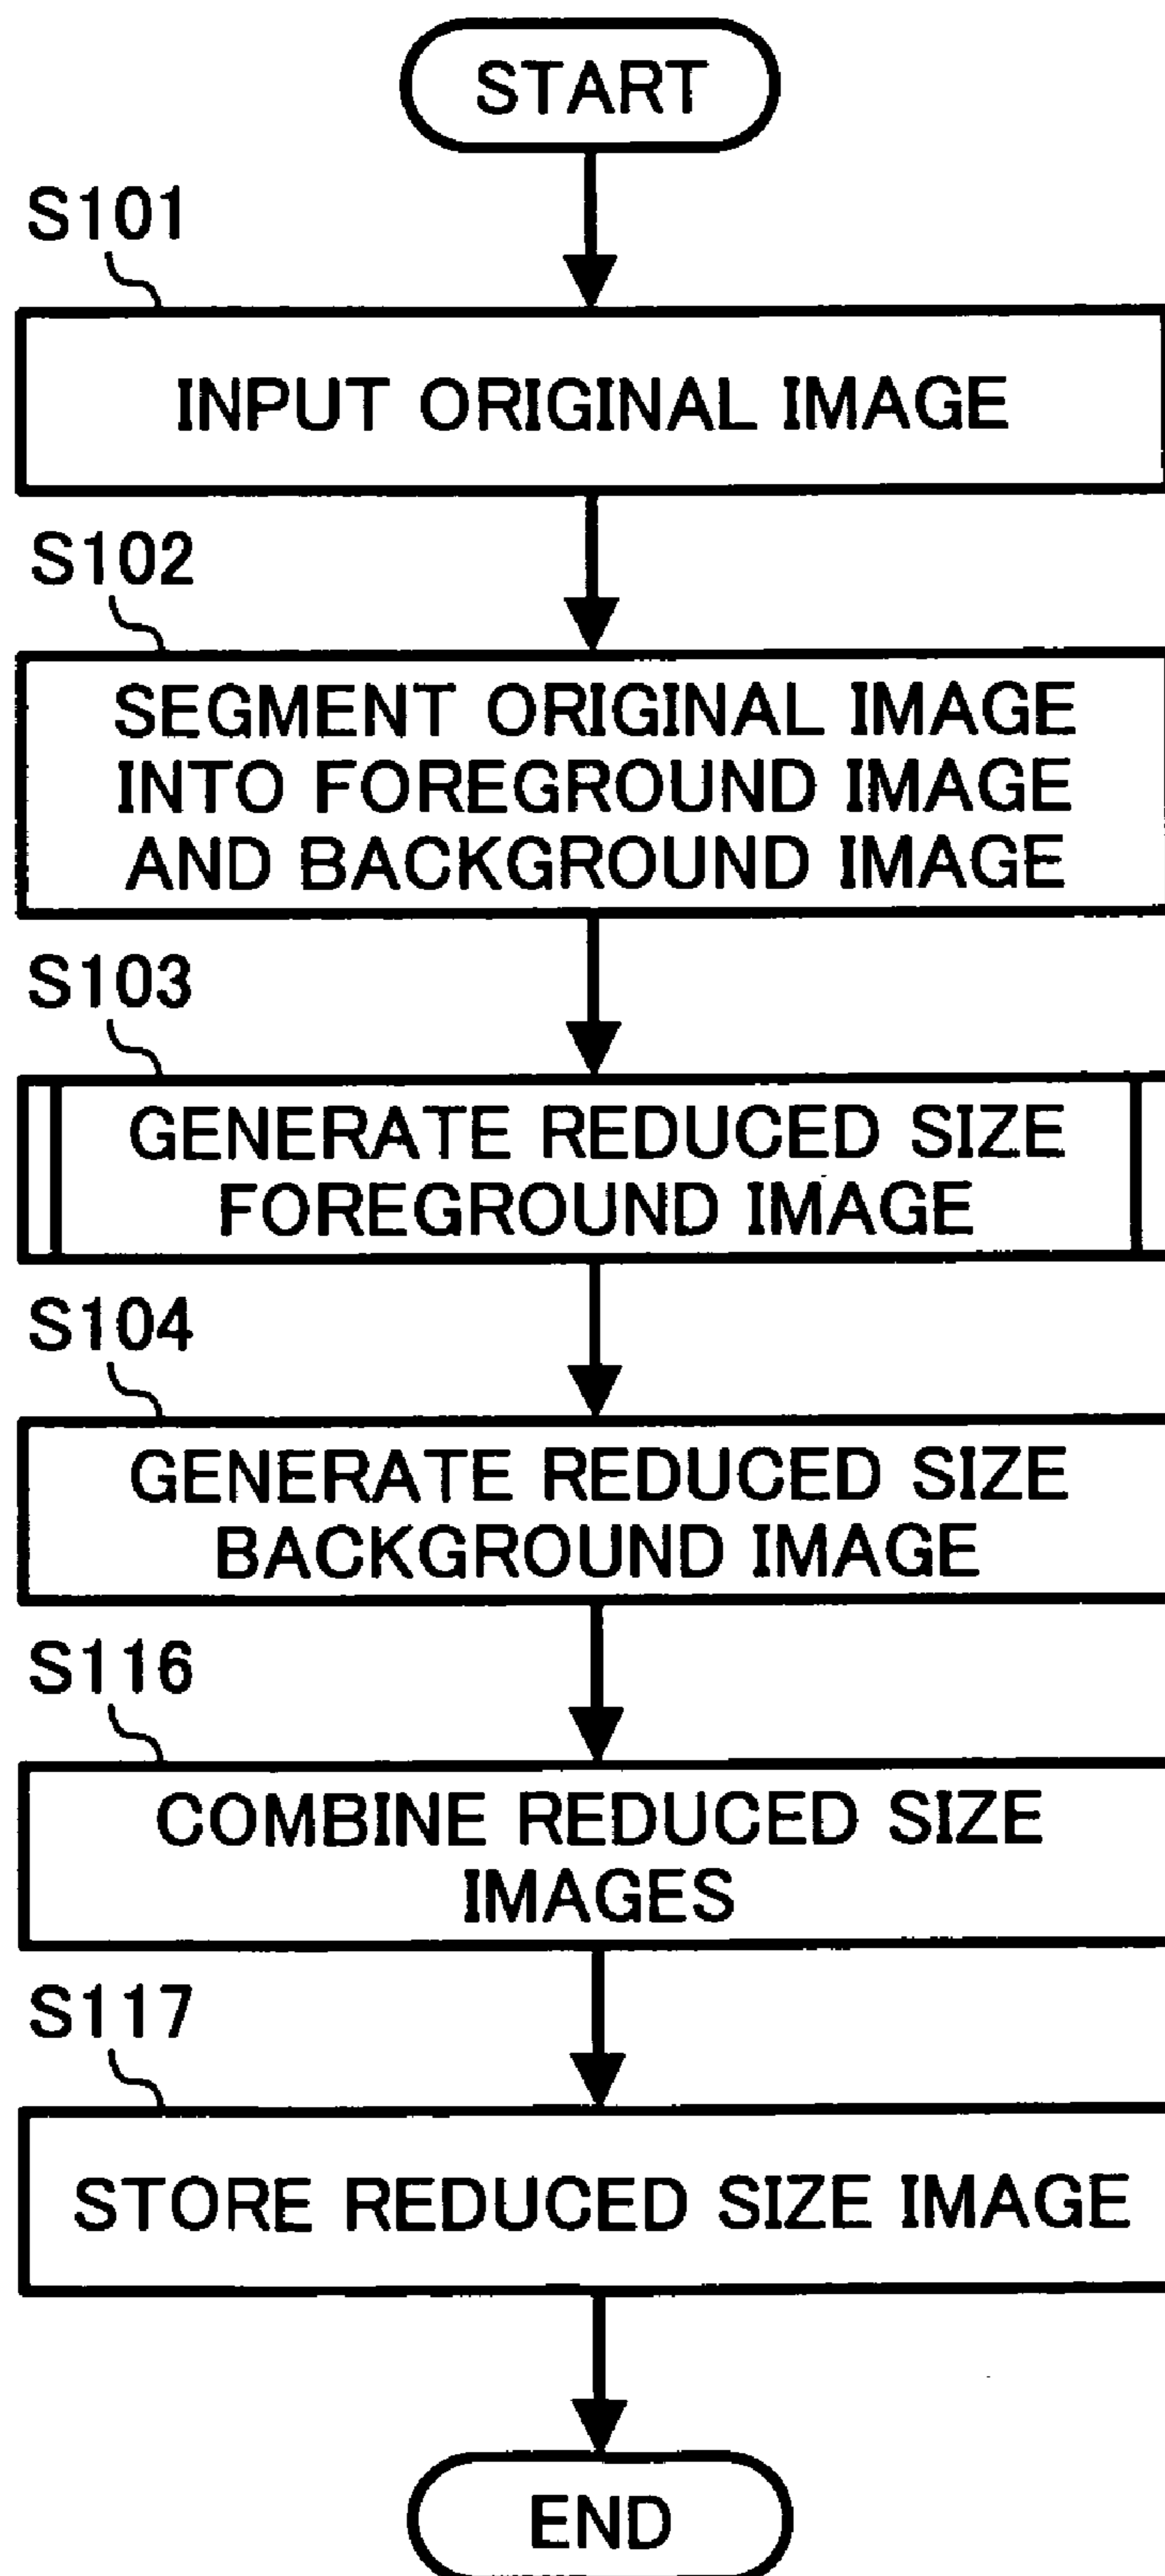 START
S101
INPUT ORIGINAL IMAGE
S102
SEGMENT ORIGINAL IMAGE
INTO FOREGROUND IMAGE
AND BACKGROUND IMAGE
S103
GENERATE REDUCED SIZE
FOREGROUND IMAGE
S104
GENERATE REDUCED SIZE
BACKGROUND IMAGE
S116
COMBINE REDUCED SIZE
IMAGES
S117
STORE REDUCED SIZE IMAGE
END